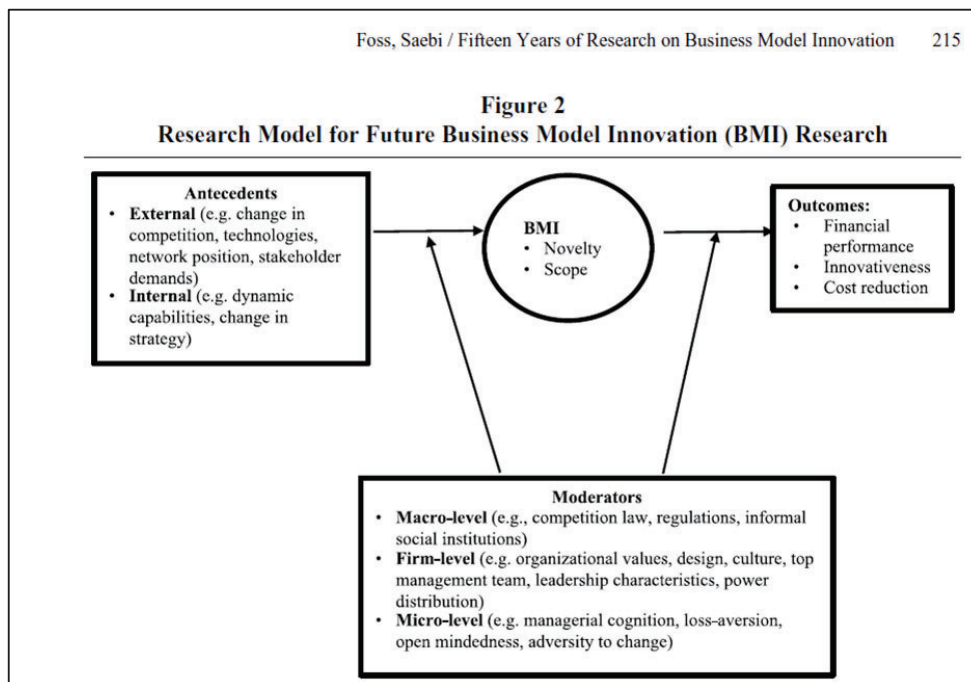 Foss, Saebi / Fifteen Years of Research on Business Model Innovation 215
Figure 2
Research Model for Future Business Model Innovation (BMI) Research
Antecedents
• External (e.g. change in
competition, technologies,
network position, stakeholder
demands)
• Internal (e.g. dynamic
capabilities, change in
strategy)
BMI
• Novelty
• Scope
Outcomes:
• Financial
performance
• Innovativeness
• Cost reduction
Moderators
• Macro-level (e.g., competition law, regulations, informal
social institutions)
• Firm-level (e.g. organizational values, design, culture, top
management team, leadership characteristics, power
distribution)
• Micro-level (e.g. managerial cognition, loss-aversion,
open mindedness, adversity to change)